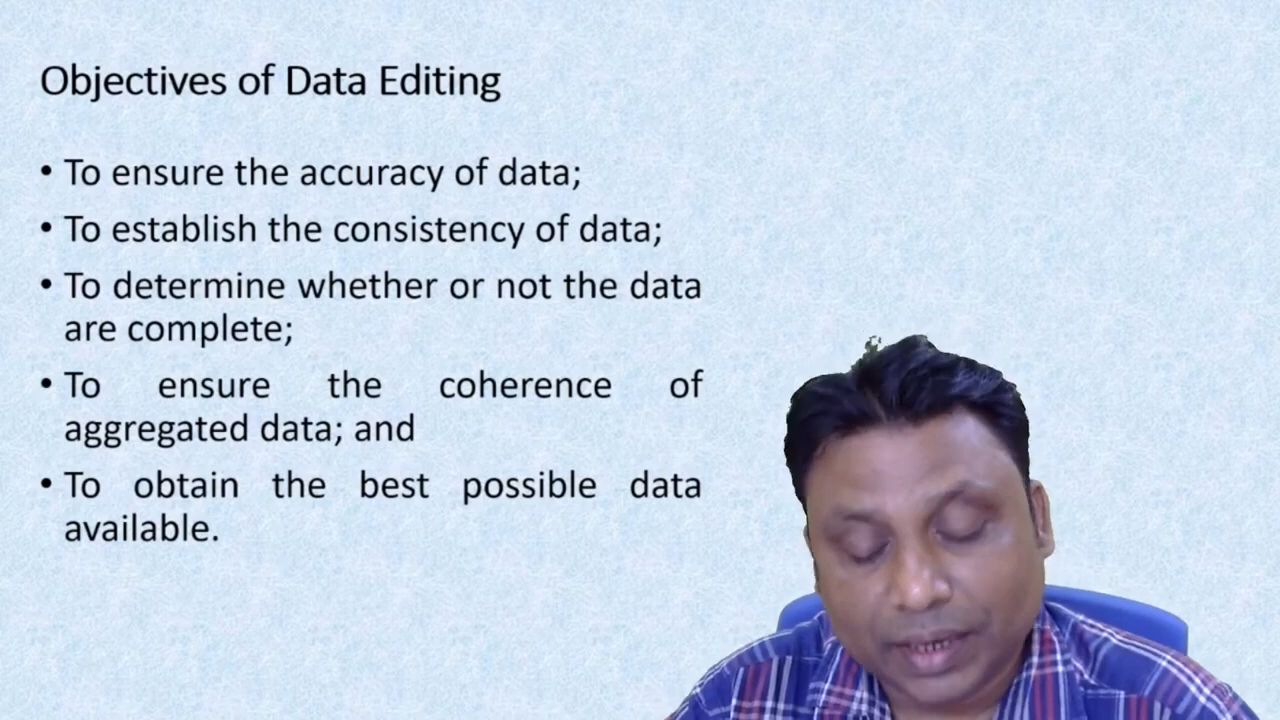 Objectives of Data Editing
• To ensure the accuracy of data;
• To establish the consistency of data;
• To determine whether or not the data
are complete;
• To ensure the coherence of
aggregated data; and
• To obtain the best possible data
available.